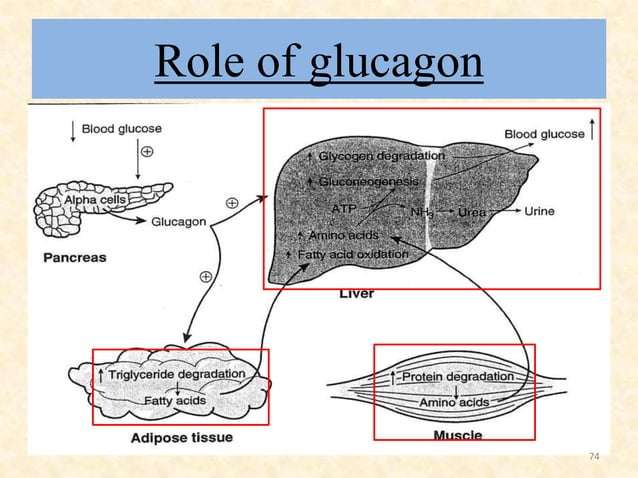 Role of glucagon
↓ Blood glucose
⊕
Alpha cells
Glucagon
Pancreas
⊕
⊕
Blood glucose ↑
↑ Glycogen degradation
↑ Gluconeogenesis
ATP
NH₃
Urea
Urine
↑ Amino acids
↑ Fatty acid oxidation
Liver
↑ Triglyceride degradation
Fatty acids
Adipose tissue
↑ Protein degradation
Amino acids
Muscle
74